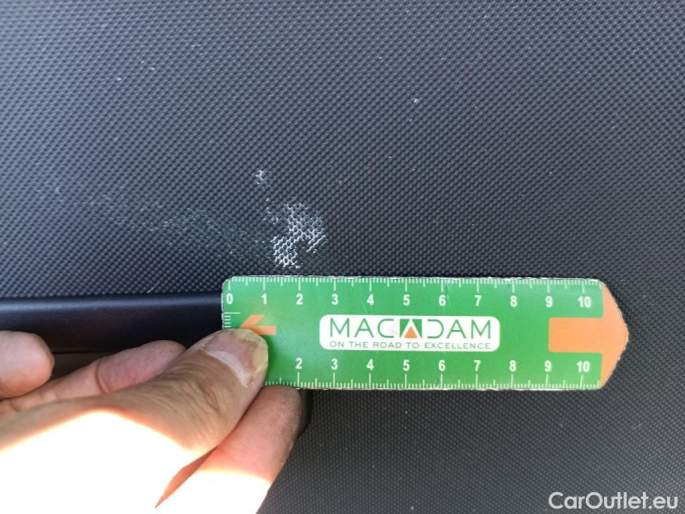 0 1 2 3 4 5 6 7 8 9 10
MACADAM
ON THE ROAD TO EXCELLENCE
2 3 4 5 6 7 8 9 10
CarOutlet.eu